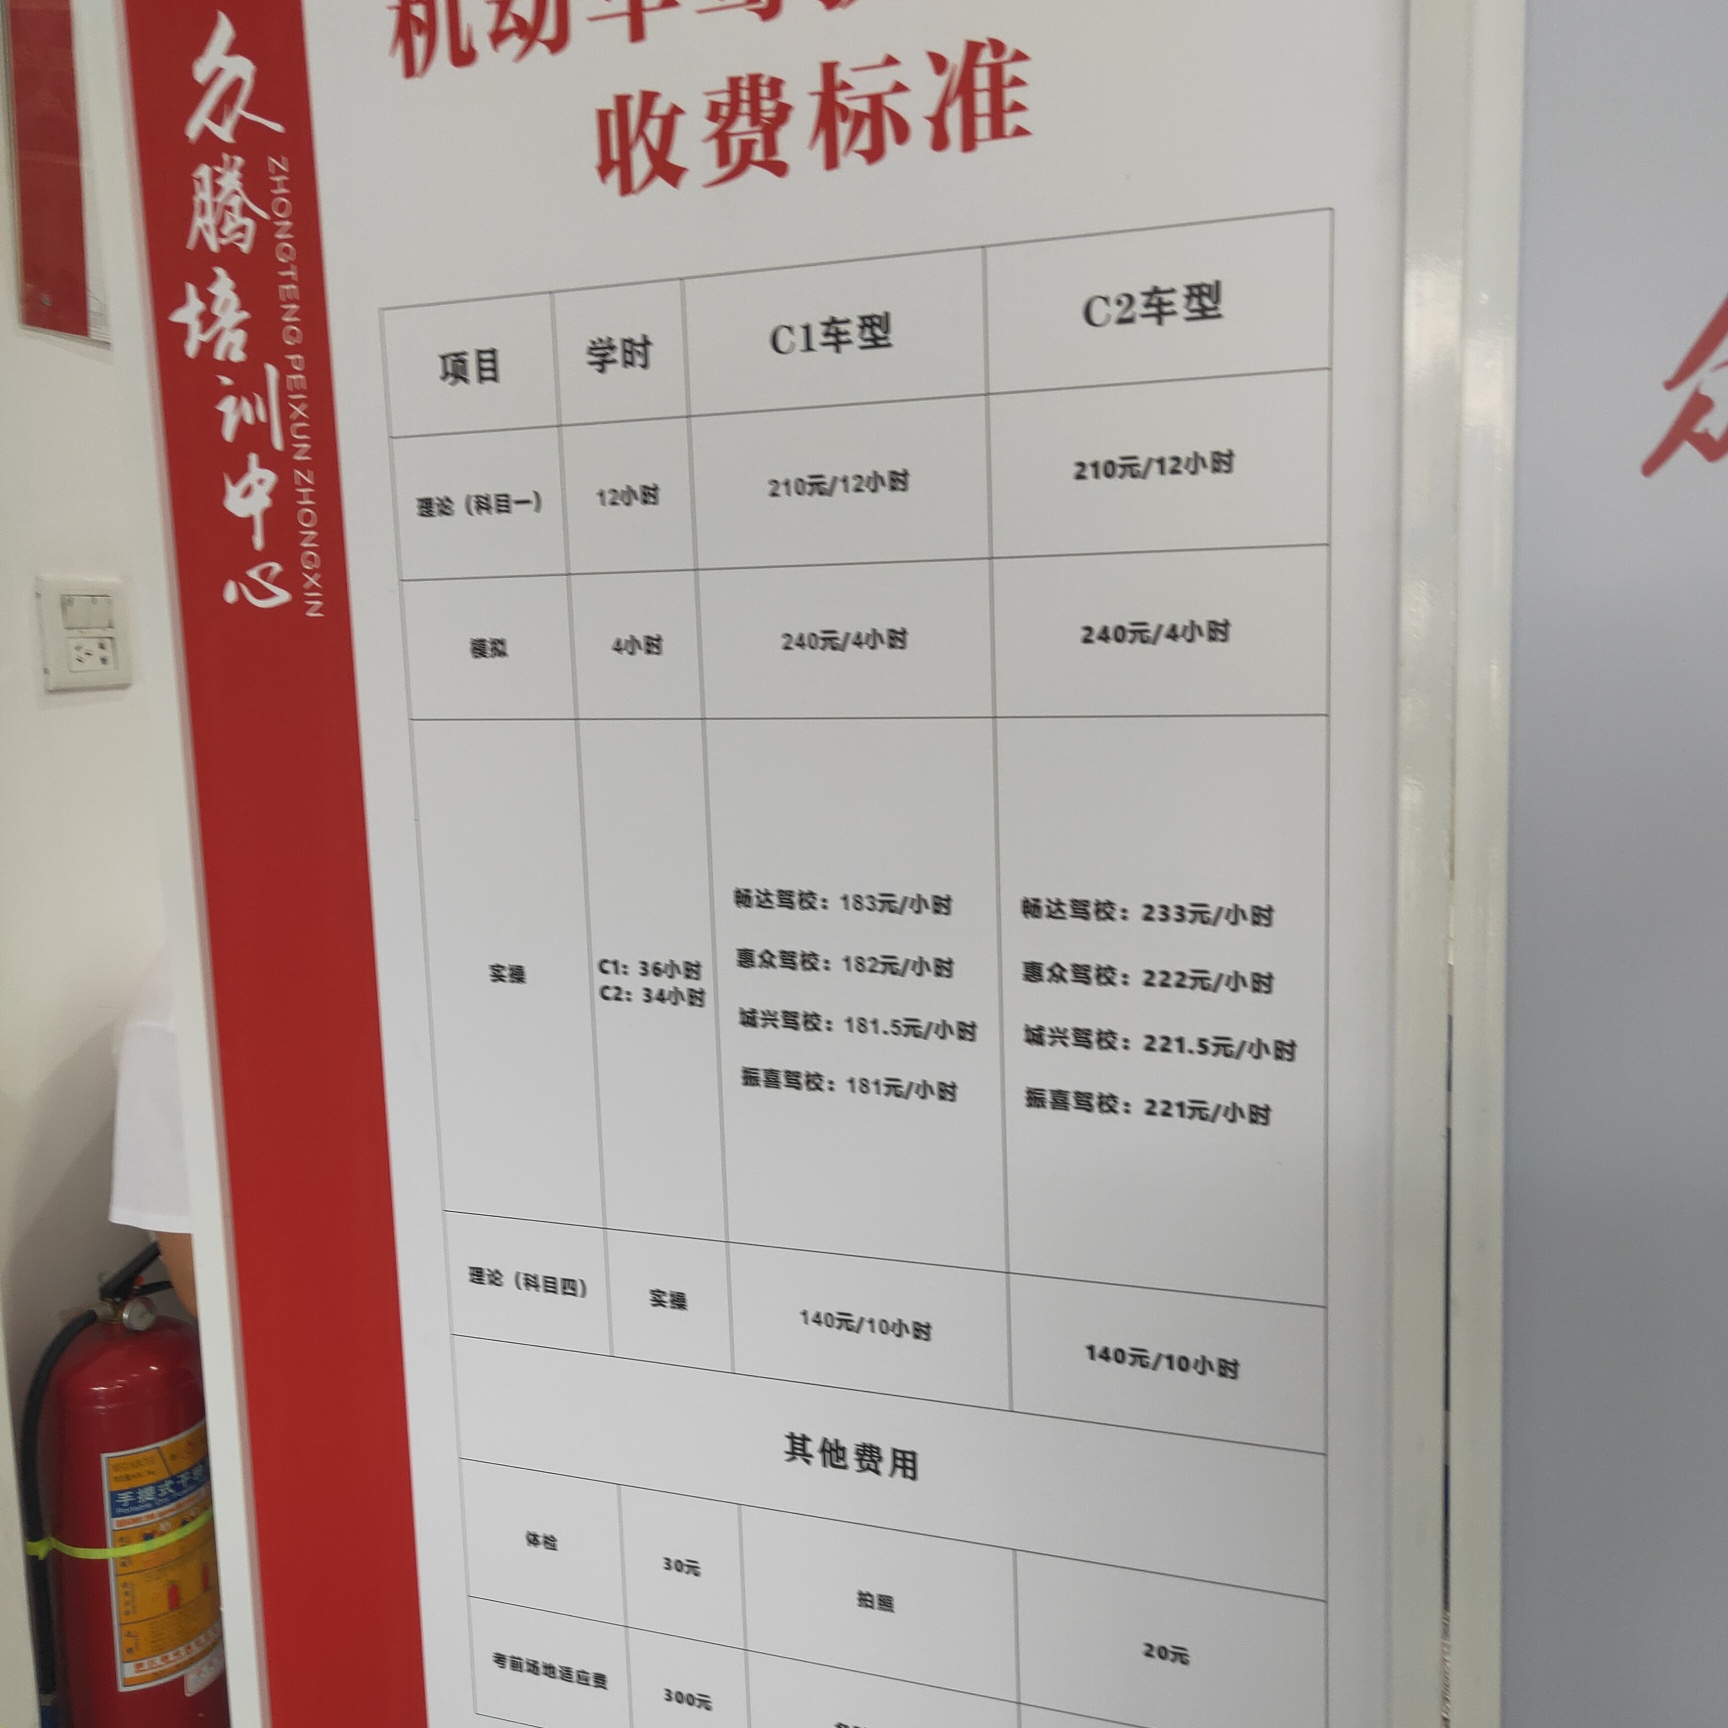 众腾培训中心
ZHONGTENG PEIXUN ZHONGXIN
机动车驾
收费标准
项目 学时 C1车型 C2车型
理论（科目一） 12小时 210元/12小时 210元/12小时
模拟 4小时 240元/4小时 240元/4小时
实操
C1：36小时
C2：34小时
畅达驾校：183元/小时
惠众驾校：182元/小时
城兴驾校：181.5元/小时
振喜驾校：181元/小时
畅达驾校：233元/小时
惠众驾校：222元/小时
城兴驾校：221.5元/小时
振喜驾校：221元/小时
理论（科目四） 实操 140元/10小时 140元/10小时
其他费用
体检 30元 拍照 20元
考前场地适应费 300元
手提式干